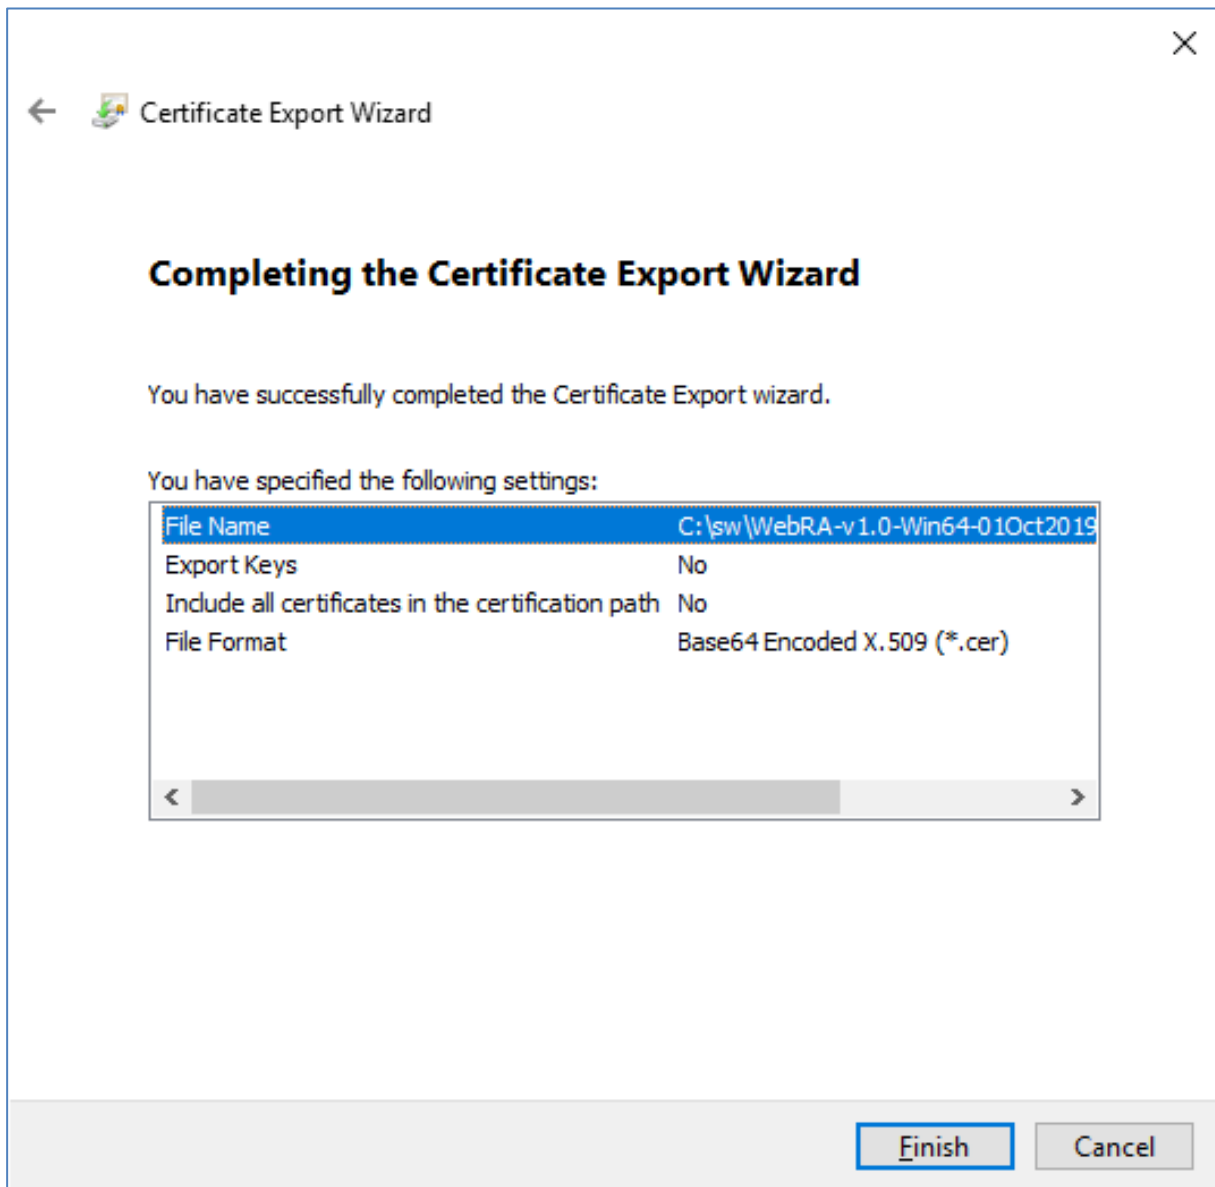 Certificate Export Wizard
Completing the Certificate Export Wizard
You have successfully completed the Certificate Export wizard.
You have specified the following settings:
File Name C:\sw\WebRA-v1.0-Win64-01Oct2019
Export Keys No
Include all certificates in the certification path No
File Format Base64 Encoded X.509 (*.cer)
Finish Cancel